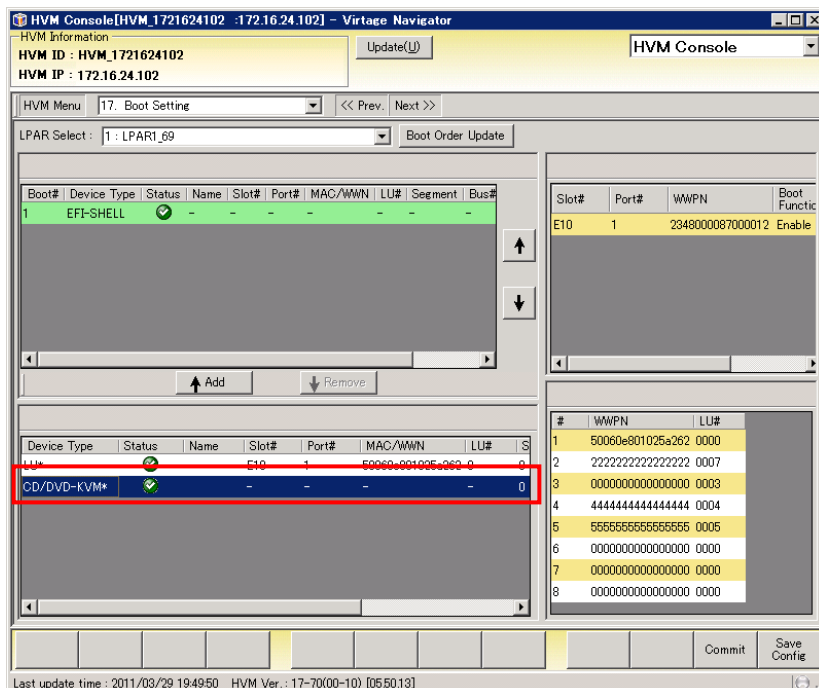 HVM Console[HVM_1721624102 :172.16.24.102] - Virtage Navigator
HVM Information
HVM ID : HVM_1721624102
HVM IP : 172.16.24.102
Update(U)
HVM Console
HVM Menu 17. Boot Setting << Prev. Next >>
LPAR Select : 1 : LPAR1_69 Boot Order Update
Boot# Device Type Status Name Slot# Port# MAC/WWN LU# Segment Bus#
1 EFI-SHELL - - - - - - -
Add Remove
Slot# Port# WWPN Boot Functio
E10 1 2348000087000012 Enable
Device Type Status Name Slot# Port# MAC/WWN LU# S
LU* E10 1 50060e801025a262 0 0
CD/DVD-KVM* - - - - 0
# WWPN LU#
1 50060e801025a262 0000
2 2222222222222222 0007
3 0000000000000000 0003
4 4444444444444444 0004
5 5555555555555555 0005
6 0000000000000000 0000
7 0000000000000000 0000
8 0000000000000000 0000
Commit Save Config
Last update time : 2011/03/29 19:49:50 HVM Ver. : 17-70(00-10) [05.50.13]